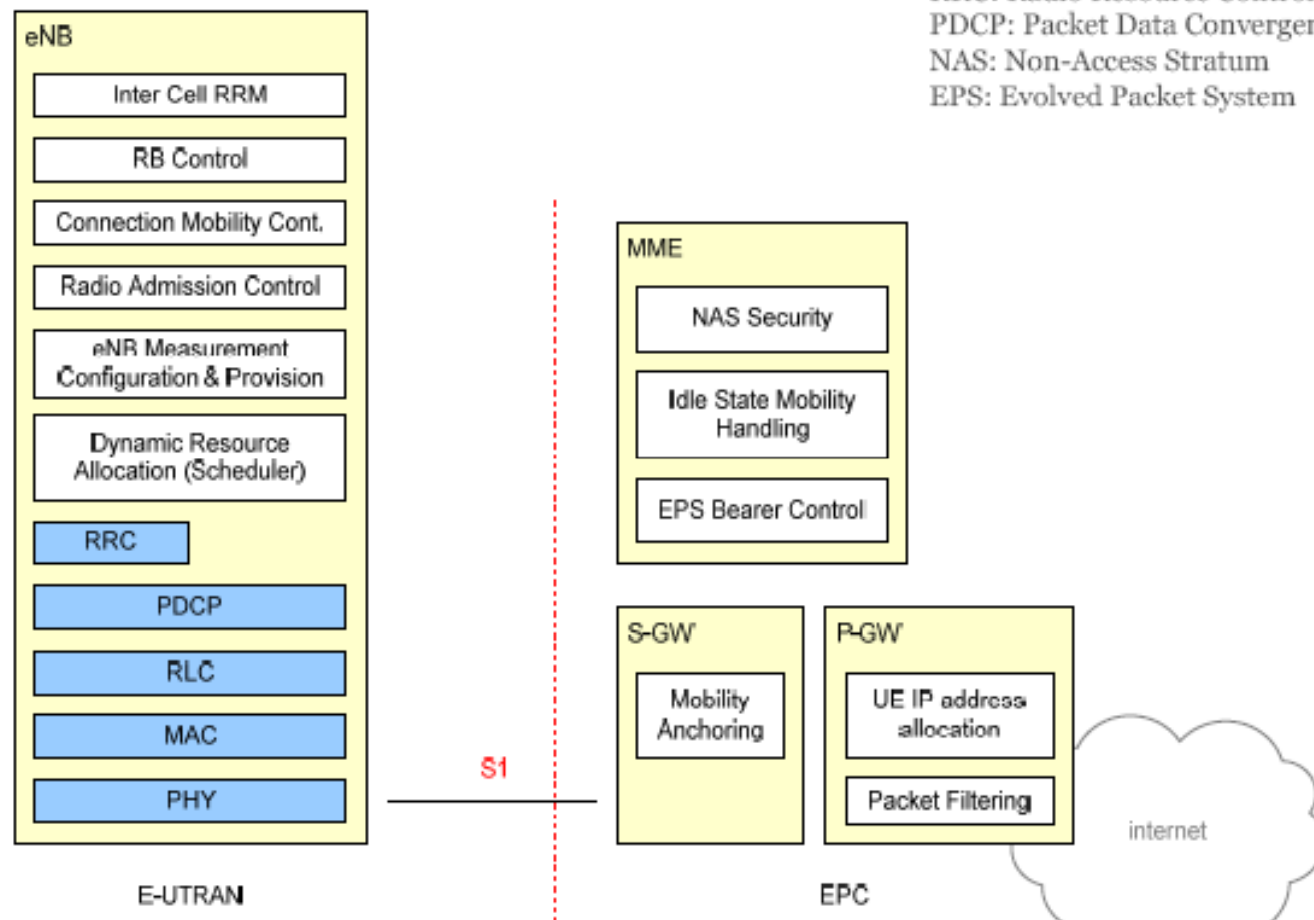 PDCP: Packet Data Converger
NAS: Non-Access Stratum
EPS: Evolved Packet System
eNB
Inter Cell RRM
RB Control
Connection Mobility Cont.
Radio Admission Control
eNB Measurement
Configuration & Provision
Dynamic Resource
Allocation (Scheduler)
RRC
PDCP
RLC
MAC
PHY
S1
E-UTRAN
MME
NAS Security
Idle State Mobility
Handling
EPS Bearer Control
S-GW
Mobility
Anchoring
P-GW
UE IP address
allocation
Packet Filtering
internet
EPC